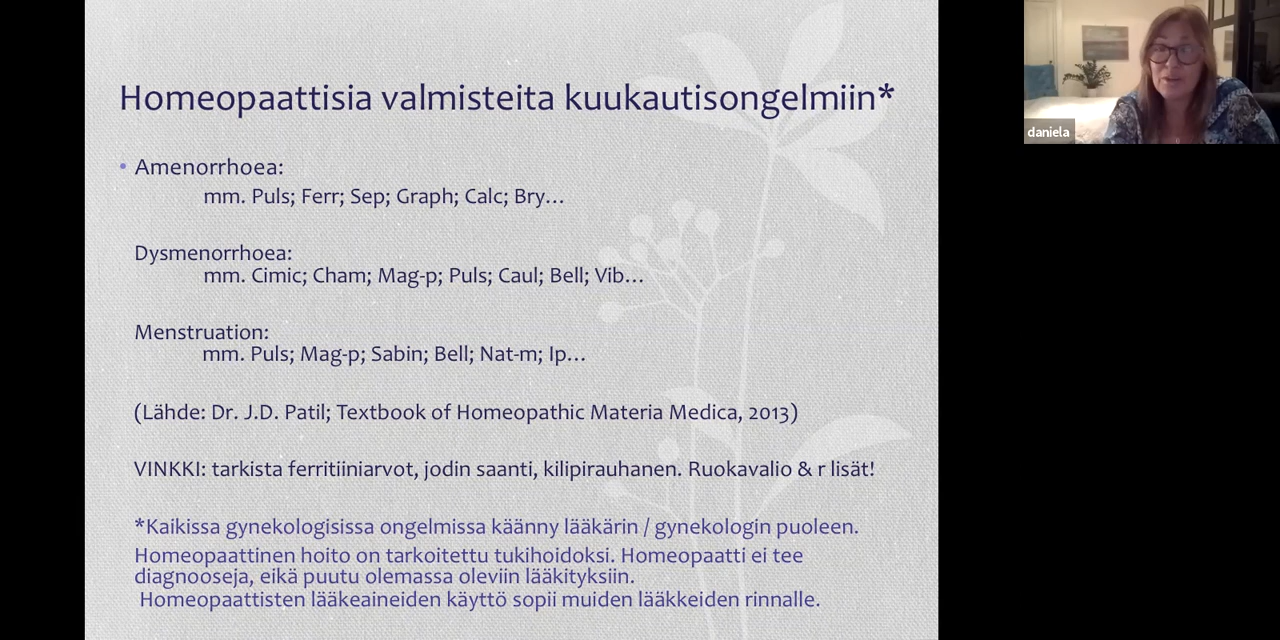 Homeopaattisia valmisteita kuukautisongelmiin*
• Amenorrhoea:
mm. Puls; Ferr; Sep; Graph; Calc; Bry…
Dysmenorrhoea:
mm. Cimic; Cham; Mag-p; Puls; Caul; Bell; Vib…
Menstruation:
mm. Puls; Mag-p; Sabin; Bell; Nat-m; Ip…
(Lähde: Dr. J.D. Patil; Textbook of Homeopathic Materia Medica, 2013)
VINKKI: tarkista ferritiiniarvot, jodin saanti, kilipirauhanen. Ruokavalio & r lisät!
*Kaikissa gynekologisissa ongelmissa käänny lääkärin / gynekologin puoleen.
Homeopaattinen hoito on tarkoitettu tukihoidoksi. Homeopaatti ei tee
diagnooseja, eikä puutu olemassa oleviin lääkityksiin.
Homeopaattisten lääkeaineiden käyttö sopii muiden lääkkeiden rinnalle.
daniela